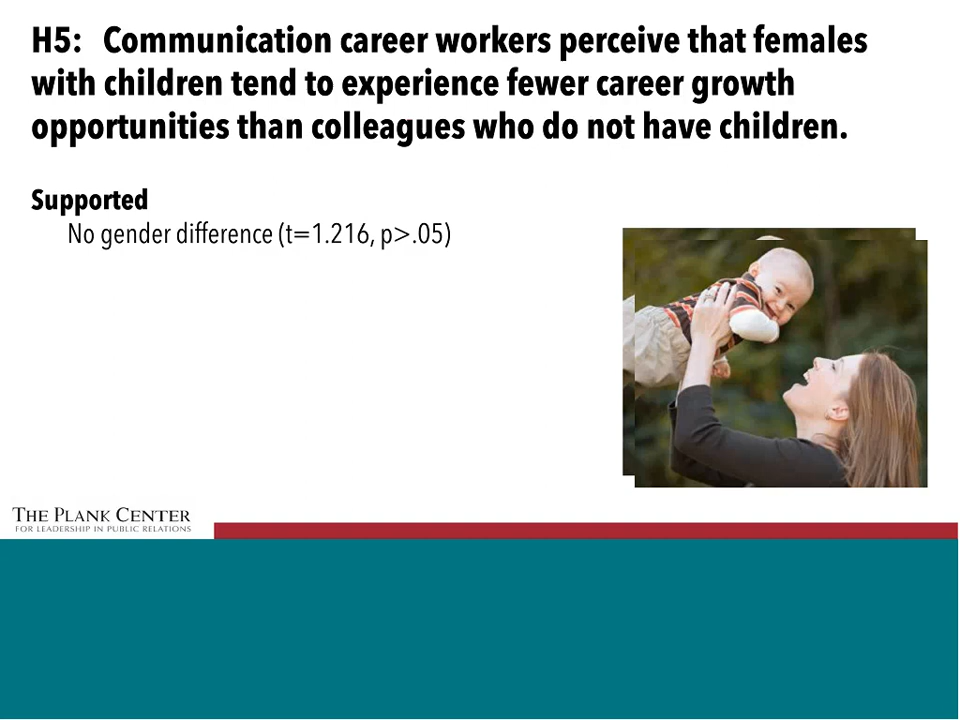 H5: Communication career workers perceive that females
with children tend to experience fewer career growth
opportunities than colleagues who do not have children.
Supported
No gender difference (t=1.216, p>.05)
THE PLANK CENTER
FOR LEADERSHIP IN PUBLIC RELATIONS